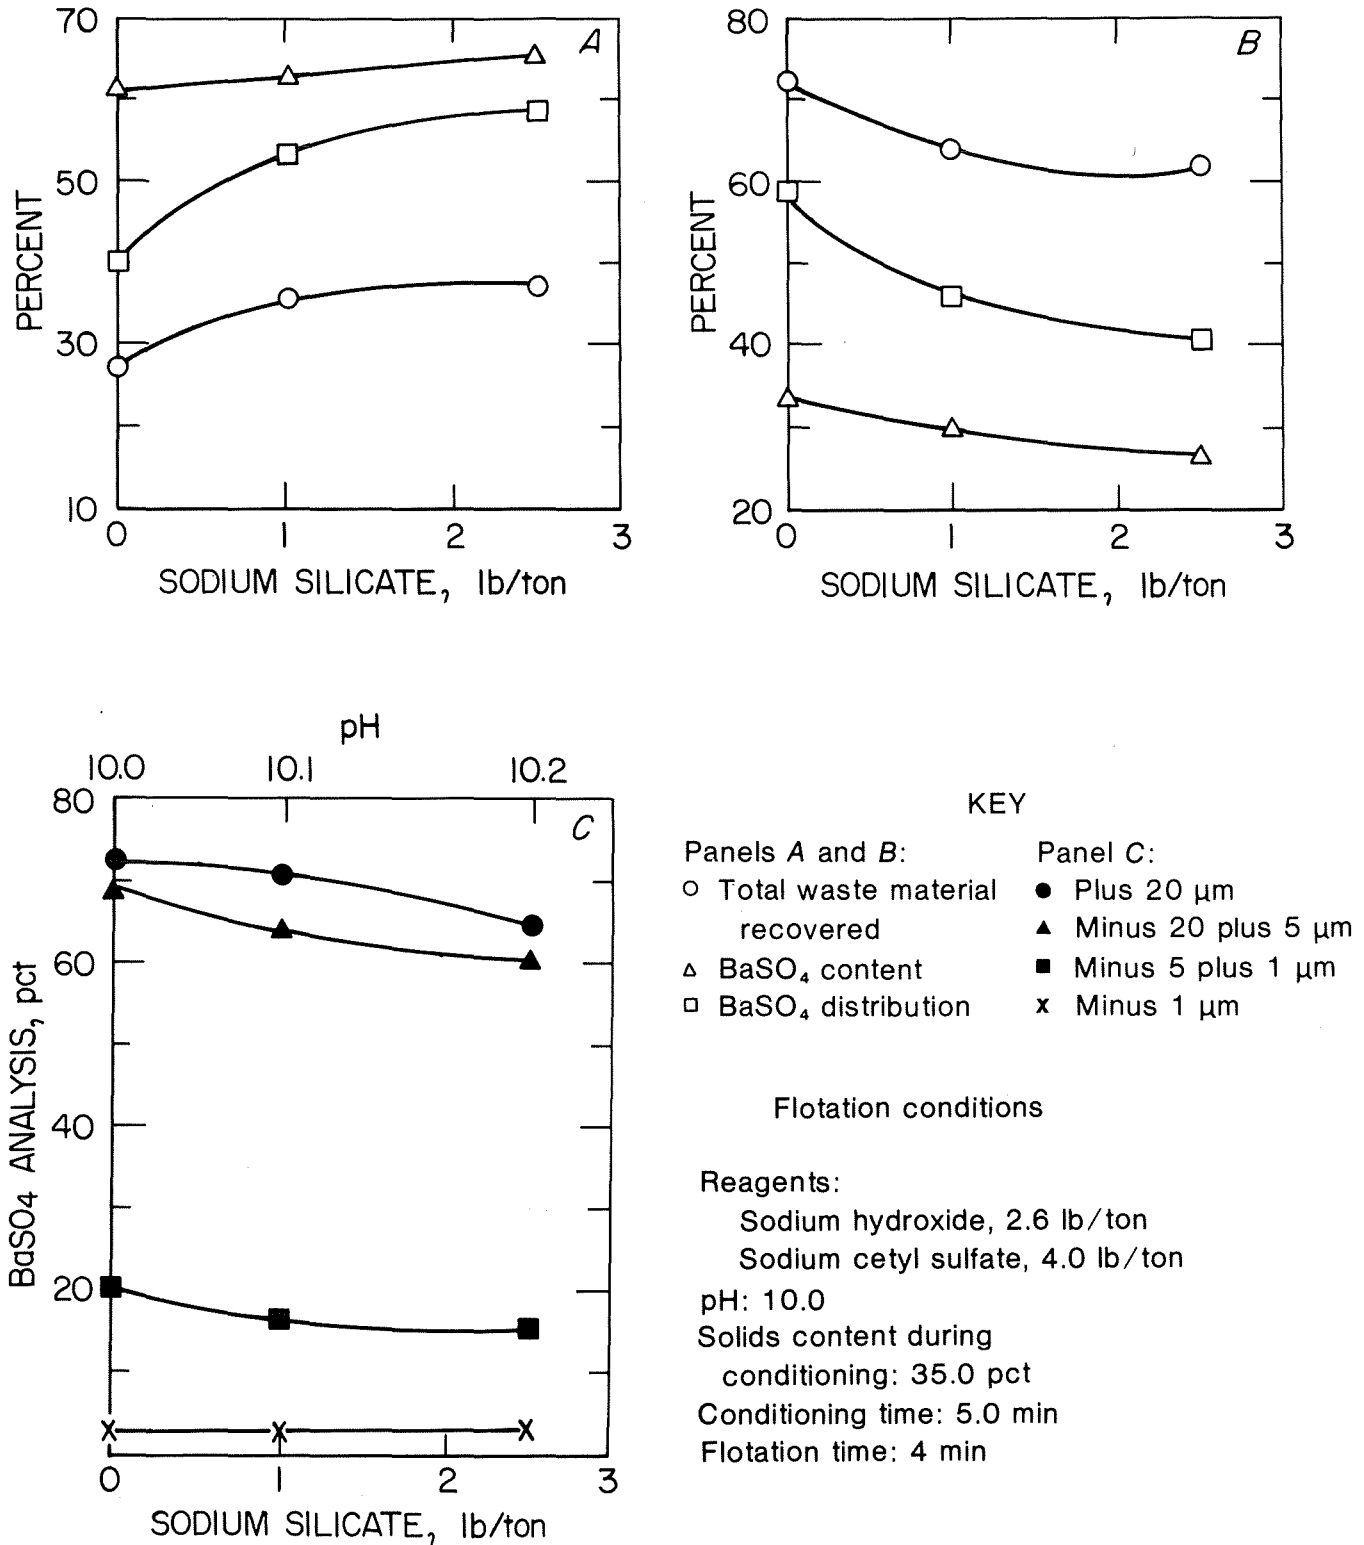 70
50
30
10
PERCENT
A
0 1 2 3
SODIUM SILICATE, lb/ton
80
60
40
20
PERCENT
B
0 1 2 3
SODIUM SILICATE, lb/ton
pH
10.0 10.1 10.2
80
60
40
20
BaSO4 ANALYSIS, pct
C
0 1 2 3
SODIUM SILICATE, lb/ton
KEY
Panels A and B:
Total waste material
recovered
BaSO₄ content
BaSO₄ distribution
Panel C:
Plus 20 µm
Minus 20 plus 5 µm
Minus 5 plus 1 µm
Minus 1 µm
Flotation conditions
Reagents:
Sodium hydroxide, 2.6 lb/ton
Sodium cetyl sulfate, 4.0 lb/ton
pH: 10.0
Solids content during
conditioning: 35.0 pct
Conditioning time: 5.0 min
Flotation time: 4 min